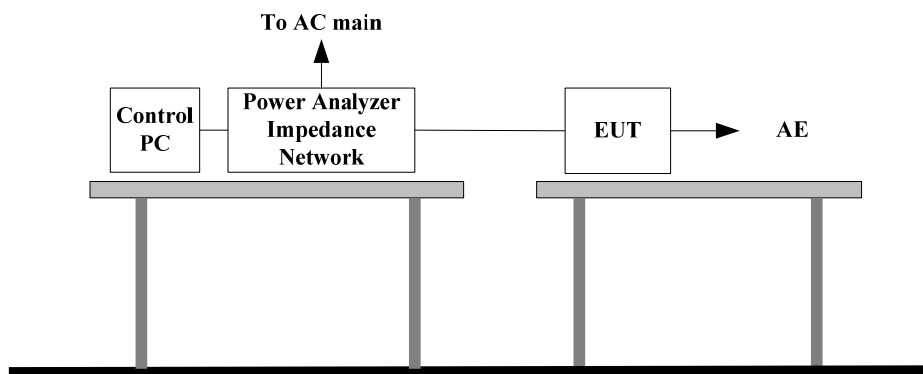 To AC main
Control
PC
Power Analyzer
Impedance
Network
EUT
AE